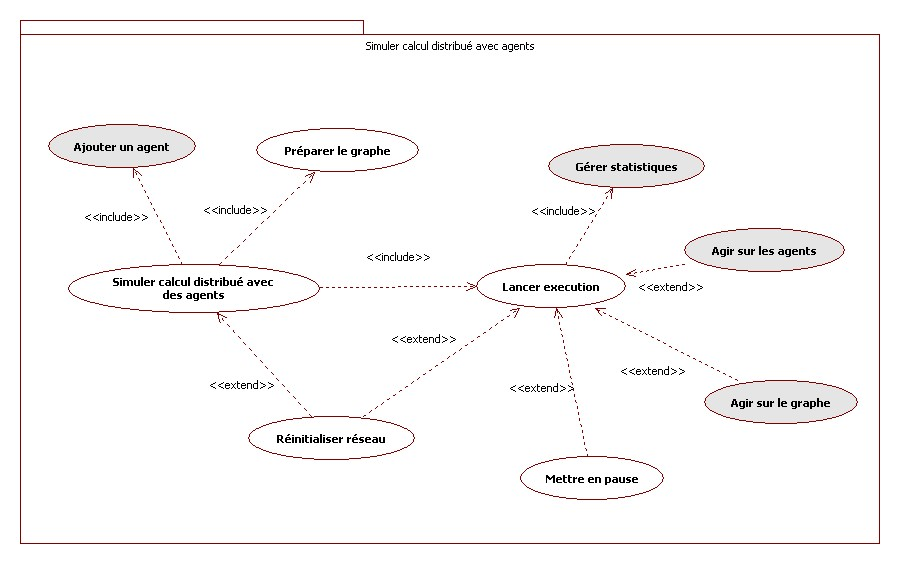 Simuler calcul distribué avec agents
Ajouter un agent
Préparer le graphe
Gérer statistiques
<<include>>
<<include>>
<<include>>
Agir sur les agents
<<include>>
Simuler calcul distribué avec
des agents
Lancer execution
<<extend>>
<<extend>>
<<extend>>
<<extend>>
<<extend>>
Agir sur le graphe
Réinitialiser réseau
Mettre en pause